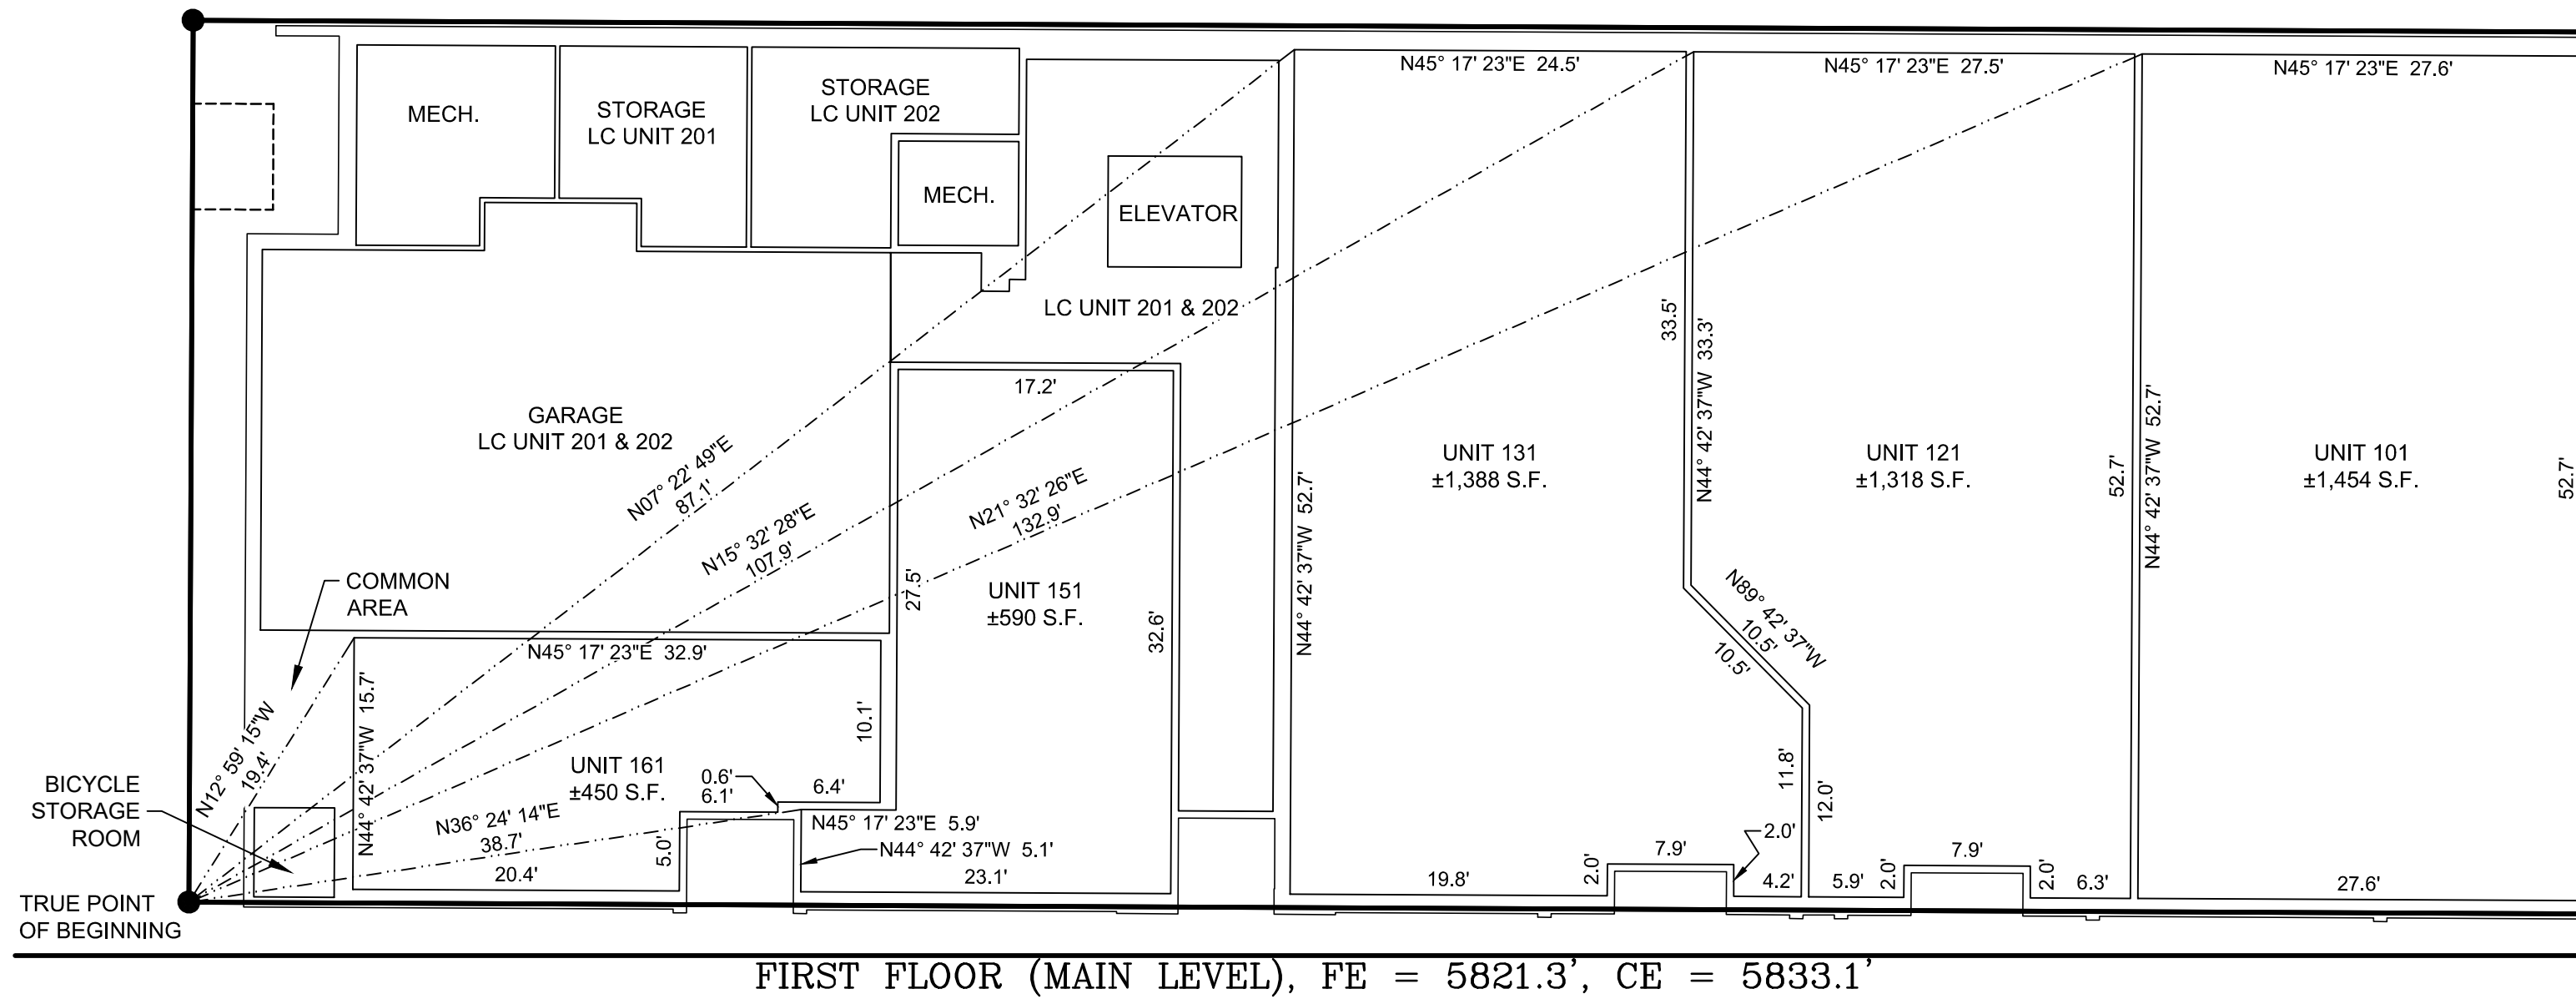 N45° 17' 23"E 24.5'
N45° 17' 23"E 27.5'
N45° 17' 23"E 27.6'
MECH.
STORAGE
LC UNIT 201
STORAGE
LC UNIT 202
MECH.
ELEVATOR
LC UNIT 201 & 202
33.5'
N44° 42' 37"W 33.3'
17.2'
GARAGE
LC UNIT 201 & 202
N07° 22' 49"E
87.1'
N15° 32' 28"E
107.9'
N21° 32' 26"E
132.9'
UNIT 131
±1,388 S.F.
UNIT 121
±1,318 S.F.
UNIT 101
±1,454 S.F.
N44° 42' 37"W 52.7'
52.7'
N44° 42' 37"W 52.7'
52.7'
COMMON
AREA
27.5'
UNIT 151
±590 S.F.
32.6'
N89° 42' 37"W
10.5'
10.5'
N45° 17' 23"E 32.9'
N12° 59' 15"W
19.4'
N44° 42' 37"W 15.7'
10.1'
UNIT 161
±450 S.F.
0.6'
6.1'
6.4'
11.8'
12.0'
BICYCLE
STORAGE
ROOM
N36° 24' 14"E
38.7'
5.0'
N45° 17' 23"E 5.9'
N44° 42' 37"W 5.1'
20.4'
23.1'
19.8'
2.0'
7.9'
2.0'
4.2'
5.9'
2.0'
7.9'
2.0'
6.3'
27.6'
TRUE POINT
OF BEGINNING
FIRST FLOOR (MAIN LEVEL), FE = 5821.3', CE = 5833.1'